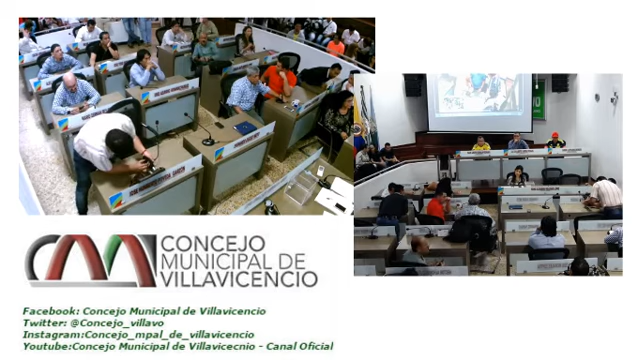 CONCEJO
MUNICIPAL DE
VILLAVICENCIO
Facebook: Concejo Municipal de Villavicencio
Twitter: @Concejo_villavo
Instagram:Concejo_mpal_de_villavicencio
Youtube:Concejo Municipal de Villavicecnio - Canal Oficial